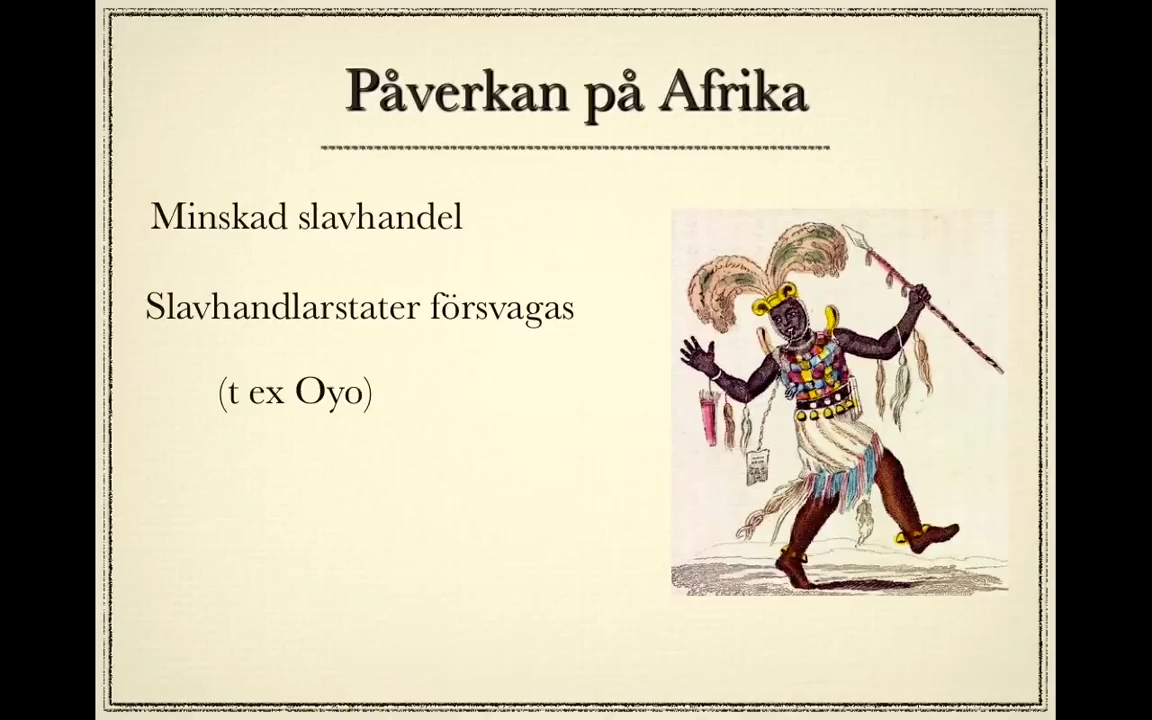 Påverkan på Afrika
Minskad slavhandel
Slavhandlarstater försvagas
(t ex Oyo)